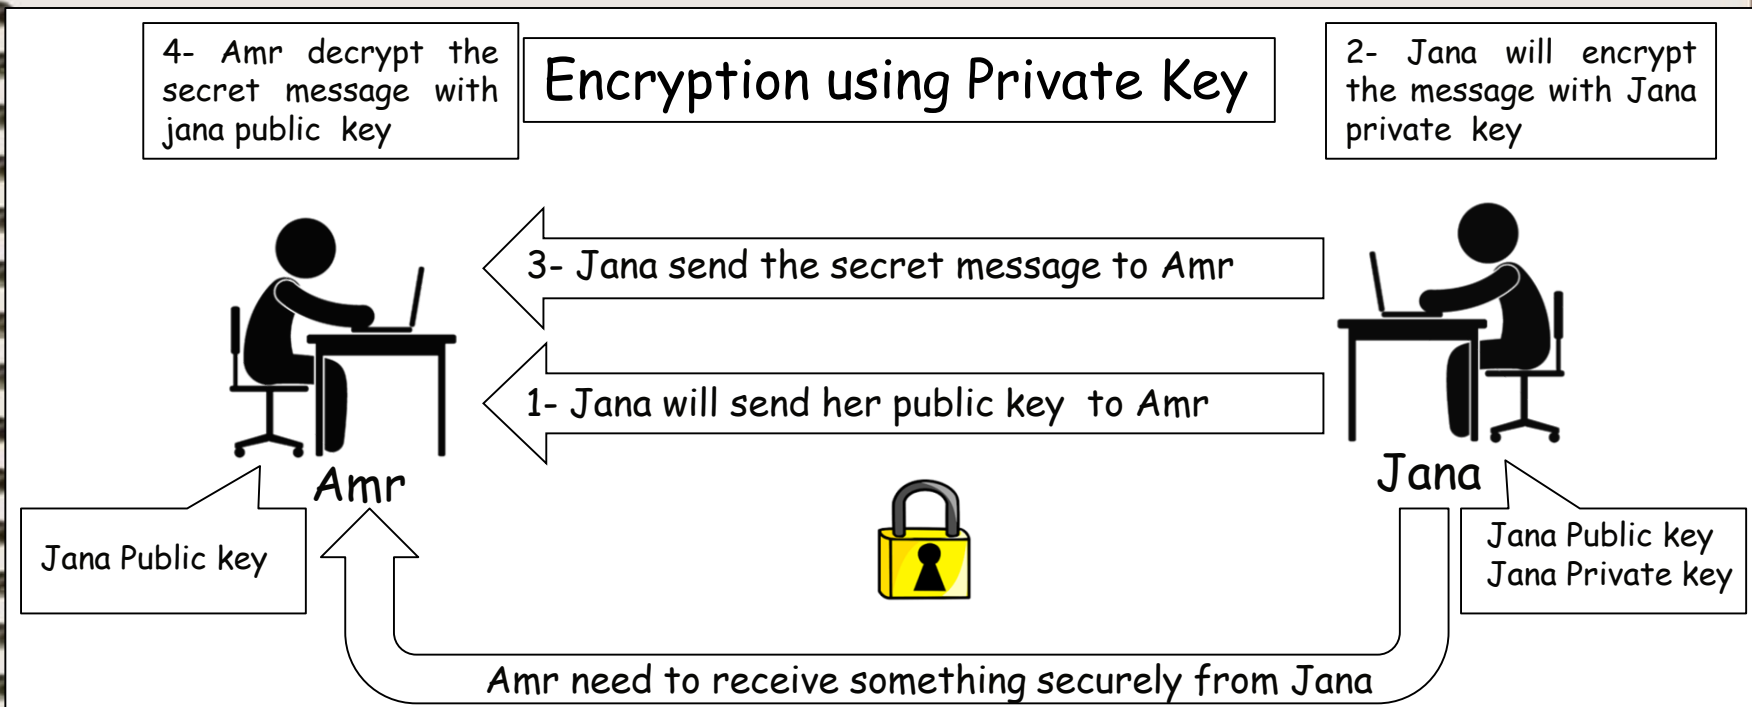 4- Amr decrypt the
secret message with
jana public key
Encryption using Private Key
2- Jana will encrypt
the message with Jana
private key
3- Jana send the secret message to Amr
1- Jana will send her public key to Amr
Amr
Jana
Jana Public key
Jana Public key
Jana Private key
Amr need to receive something securely from Jana